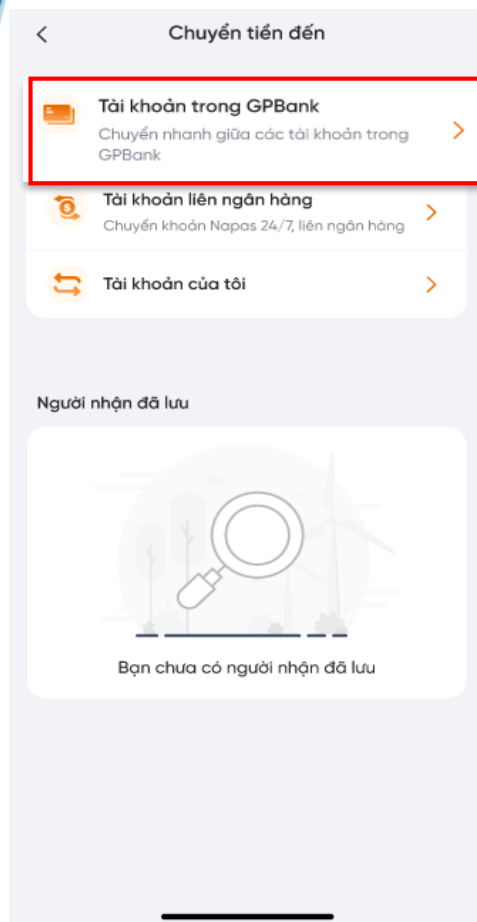 Chuyển tiền đến
Tài khoản trong GPBank
Chuyển nhanh giữa các tài khoản trong
GPBank
Tài khoản liên ngân hàng
Chuyển khoản Napas 24/7, liên ngân hàng
Tài khoản của tôi
Người nhận đã lưu
Bạn chưa có người nhận đã lưu